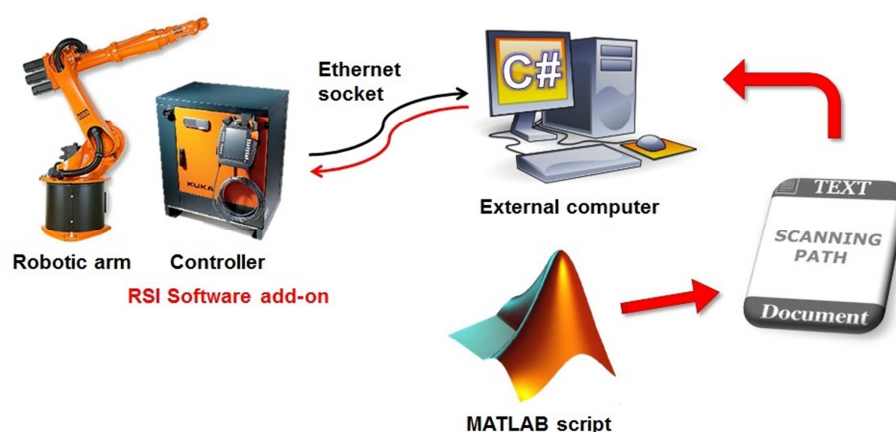 Ethernet
socket
C#
KUKA
TEXT
SCANNING
PATH
Document
External computer
Robotic arm
Controller
RSI Software add-on
MATLAB script